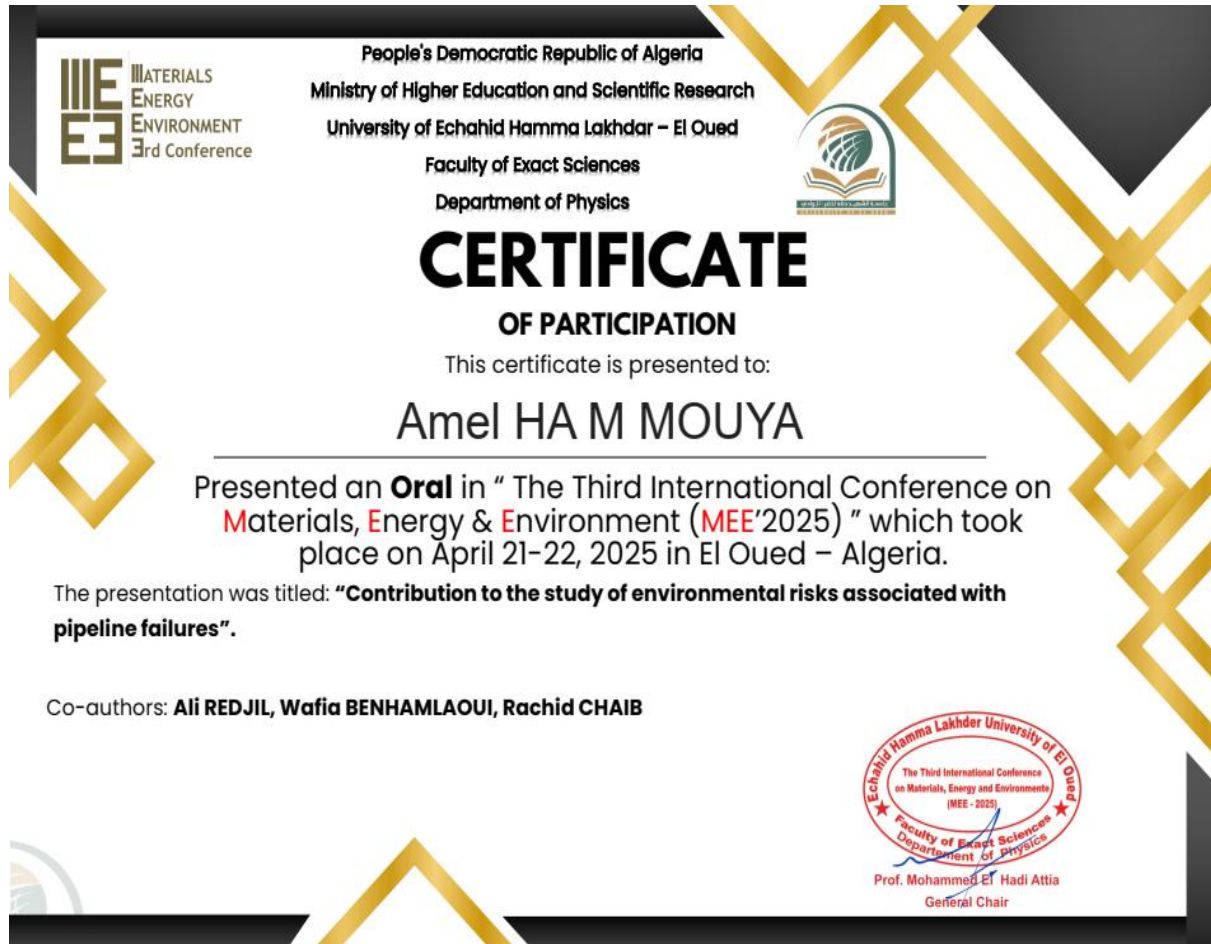 MATERIALS
ENERGY
ENVIRONMENT
3rd Conference
People's Democratic Republic of Algeria
Ministry of Higher Education and Scientific Research
University of Echahid Hamma Lakhdar – El Oued
Faculty of Exact Sciences
Department of Physics
CERTIFICATE
OF PARTICIPATION
This certificate is presented to:
Amel HA M MOUYA
Presented an Oral in “ The Third International Conference on
Materials, Energy & Environment (MEE’2025) ” which took
place on April 21-22, 2025 in El Oued – Algeria.
The presentation was titled: “Contribution to the study of environmental risks associated with
pipeline failures”.
Co-authors: Ali REDJIL, Wafia BENHAMLAOUI, Rachid CHAIB
Echahid Hamma Lakhder University of El Oued
The Third International Conference
on Materials, Energy and Environmente
(MEE - 2025)
Faculty of Exact Sciences
Departement of Physics
Prof. Mohammed El Hadi Attia
General Chair